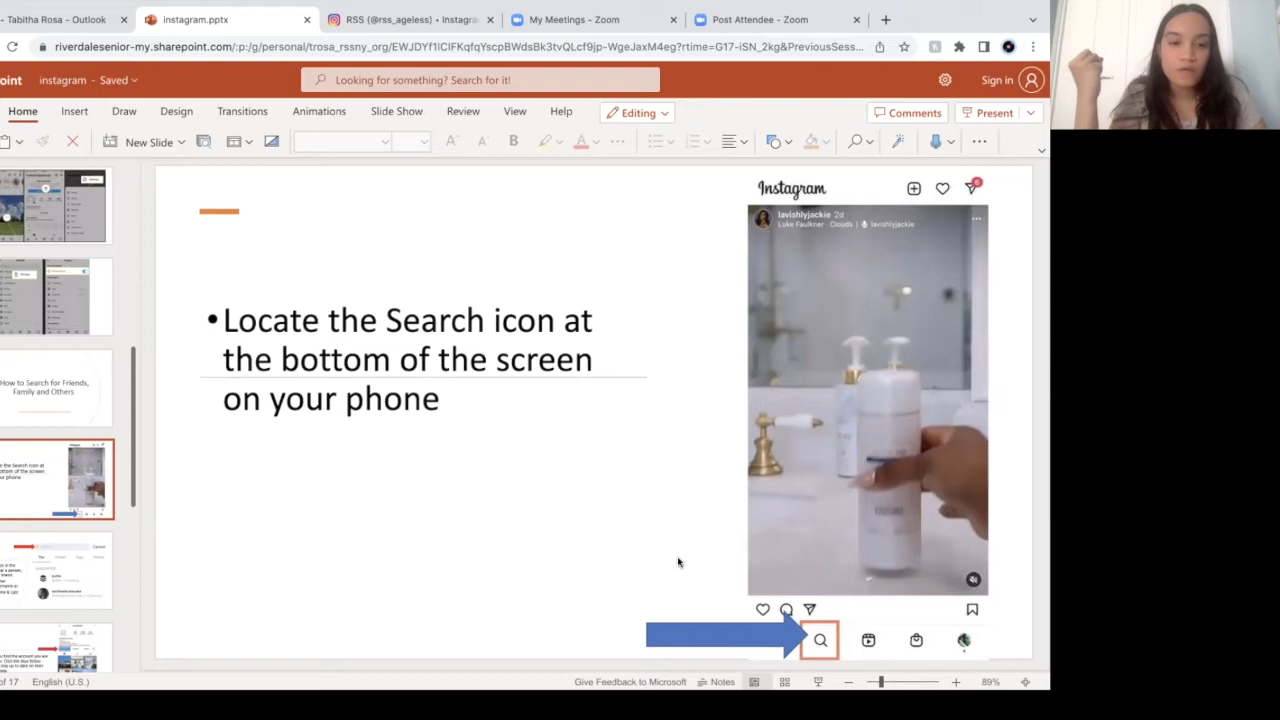 - Tabitha Rosa - Outlook
instagram.pptx
RSS (@rss_ageless) • Instagra
My Meetings - Zoom
Post Attendee - Zoom
riverdalesenior-my.sharepoint.com/:p:/g/personal/trosa_rssny_org/EWJDYf1lCIFKqfqYscpBWdsBk3tvQLcf9jp-WgeJaxM4eg?rtime=G17-iSN_2kg&PreviousSess...
point
instagram - Saved
Looking for something? Search for it!
Sign in
Home
Insert
Draw
Design
Transitions
Animations
Slide Show
Review
View
Help
Editing
Comments
Present
New Slide
How to Search for Friends,
Family and Others
Instagram
6
lavishlyjackie 2d
Luke Faulkner · Clouds | lavishlyjackie
•Locate the Search icon at
the bottom of the screen
on your phone
of 17
English (U.S.)
Give Feedback to Microsoft
Notes
89%